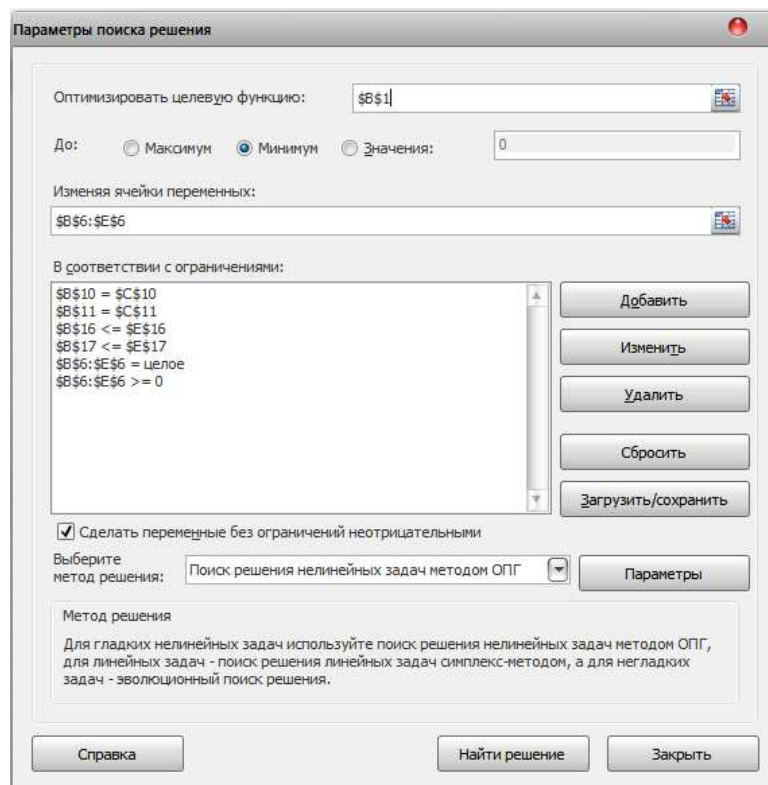 Параметры поиска решения
Оптимизировать целевую функцию: $B$1
До: Максимум Минимум Значения: 0
Изменяя ячейки переменных:
$B$6:$E$6
В соответствии с ограничениями:
$B$10 = $C$10
$B$11 = $C$11
$B$16 <= $E$16
$B$17 <= $E$17
$B$6:$E$6 = целое
$B$6:$E$6 >= 0
Добавить
Изменить
Удалить
Сбросить
Загрузить/сохранить
Сделать переменные без ограничений неотрицательными
Выберите
метод решения:
Поиск решения нелинейных задач методом ОПГ
Параметры
Метод решения
Для гладких нелинейных задач используйте поиск решения нелинейных задач методом ОПГ,
для линейных задач - поиск решения линейных задач симплекс-методом, а для негладких
задач - эволюционный поиск решения.
Справка
Найти решение
Закрыть